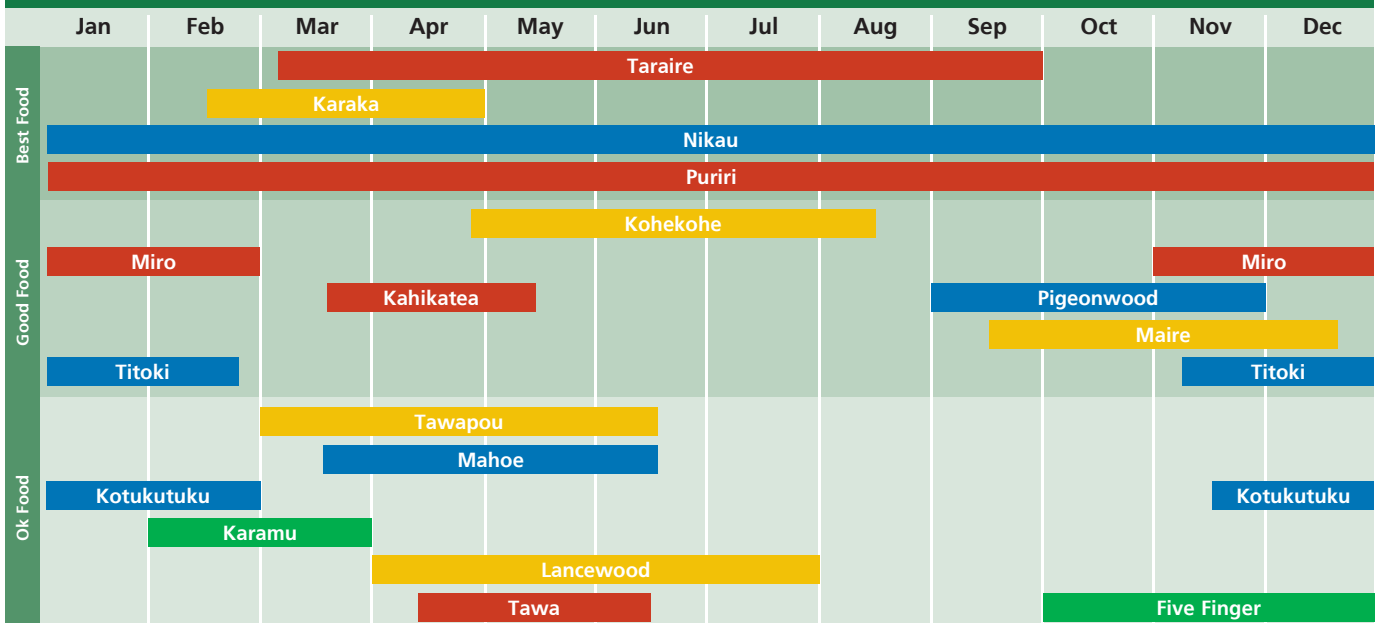 Jan Feb Mar Apr May Jun Jul Aug Sep Oct Nov Dec
Best Food
Taraire
Karaka
Nikau
Puriri
Good Food
Kohekohe
Miro Miro
Kahikatea Pigeonwood
Maire
Titoki Titoki
Ok Food
Tawapou
Mahoe
Kotukutuku Kotukutuku
Karamu
Lancewood
Tawa Five Finger